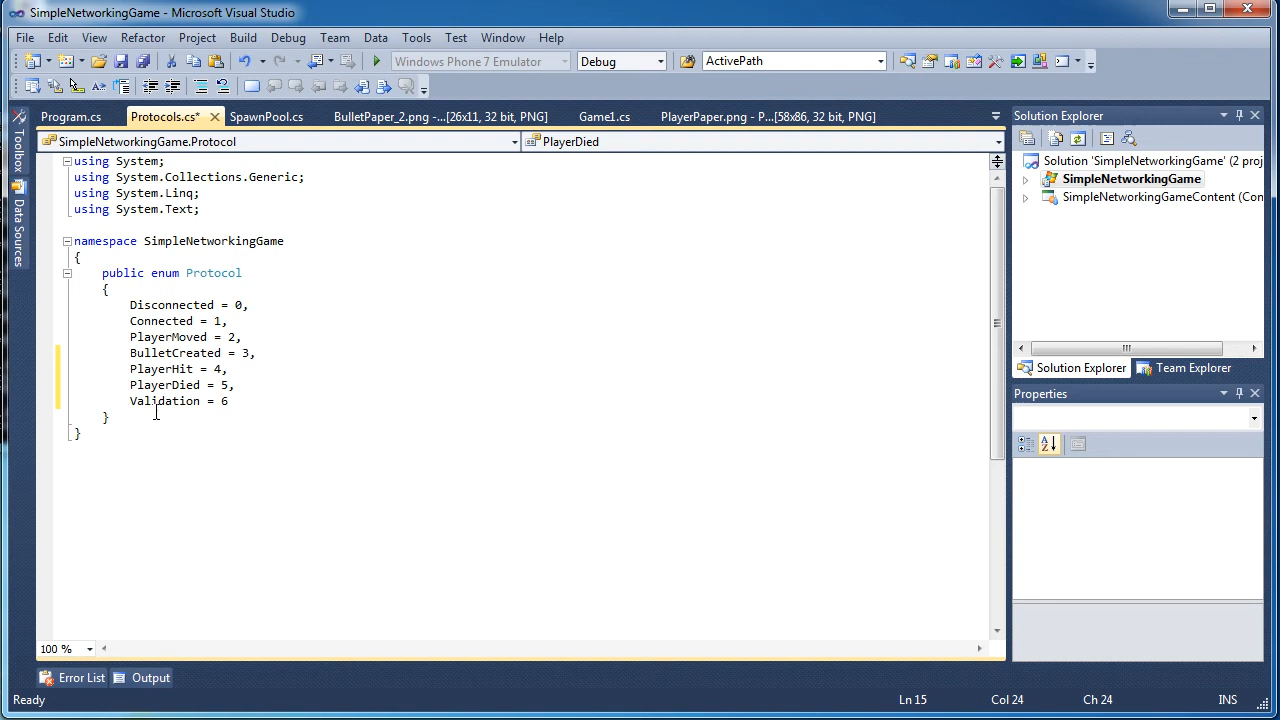 SimpleNetworkingGame - Microsoft Visual Studio
File Edit View Refactor Project Build Debug Team Data Tools Test Window Help
Windows Phone 7 Emulator Debug ActivePath
Program.cs Protocols.cs* SpawnPool.cs BulletPaper_2.png -...[26x11, 32 bit, PNG] Game1.cs PlayerPaper.png - P...[58x86, 32 bit, PNG]
SimpleNetworkingGame.Protocol PlayerDied
Toolbox
Data Sources
using System;
using System.Collections.Generic;
using System.Linq;
using System.Text;
namespace SimpleNetworkingGame
{
public enum Protocol
{
Disconnected = 0,
Connected = 1,
PlayerMoved = 2,
BulletCreated = 3,
PlayerHit = 4,
PlayerDied = 5,
Validation = 6
}
}
100 %
Solution Explorer
Solution 'SimpleNetworkingGame' (2 proj
SimpleNetworkingGame
SimpleNetworkingGameContent (Con
Solution Explorer Team Explorer
Properties
Error List Output
Ready Ln 15 Col 24 Ch 24 INS